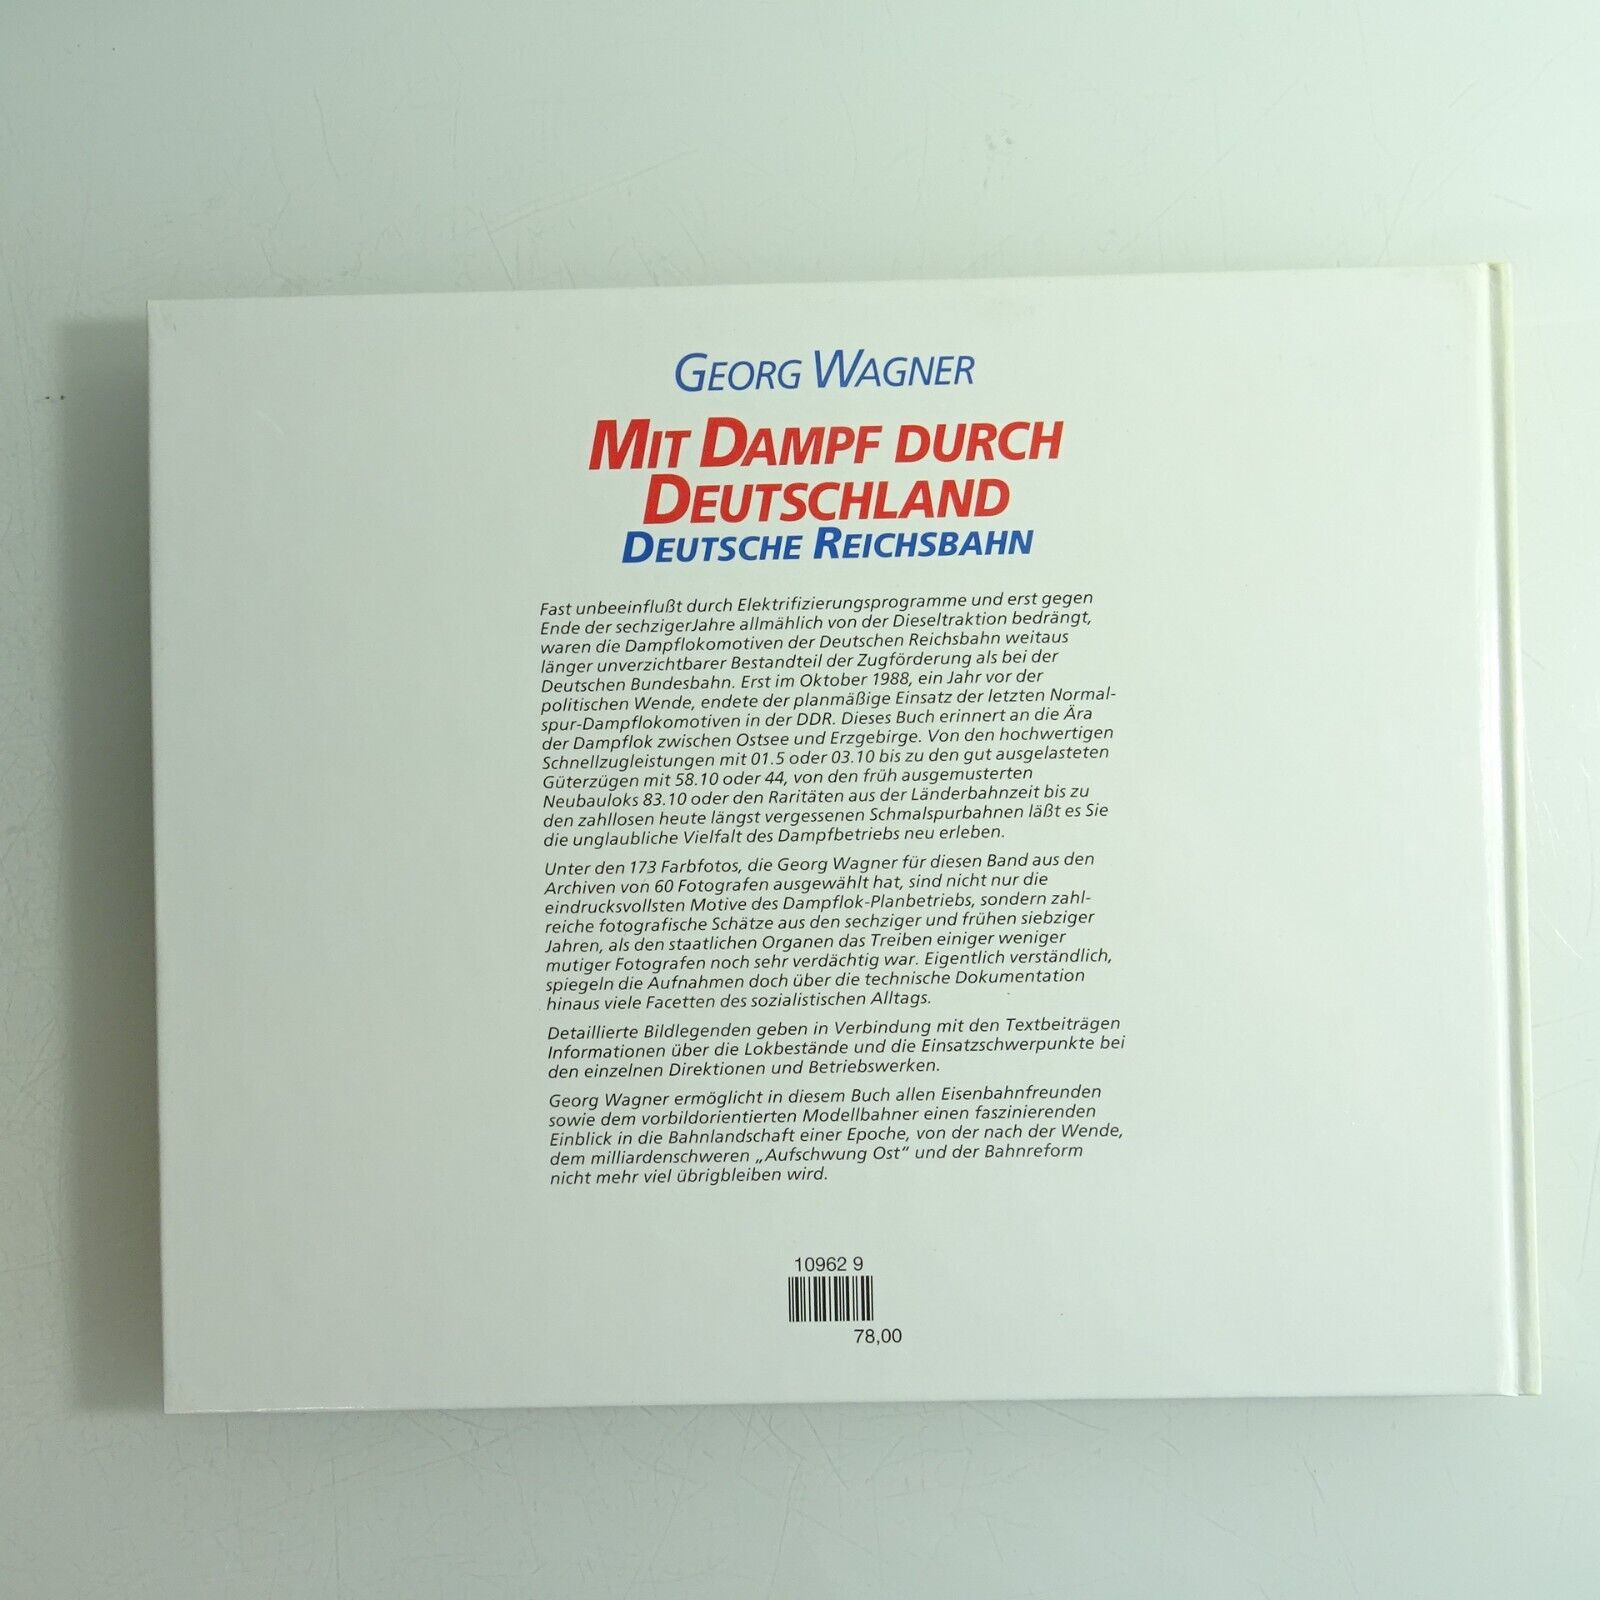 GEORG WAGNER
MIT DAMPF DURCH
DEUTSCHLAND
DEUTSCHE REICHSBAHN
Fast unbeeinflußt durch Elektrifizierungsprogramme und erst gegen
Ende der sechzigerJahre allmählich von der Dieseltraktion bedrängt,
waren die Dampflokomotiven der Deutschen Reichsbahn weitaus
länger unverzichtbarer Bestandteil der Zugförderung als bei der
Deutschen Bundesbahn. Erst im Oktober 1988, ein Jahr vor der
politischen Wende, endete der planmäßige Einsatz der letzten Normal-
spur-Dampflokomotiven in der DDR. Dieses Buch erinnert an die Ära
der Dampflok zwischen Ostsee und Erzgebirge. Von den hochwertigen
Schnellzugleistungen mit 01.5 oder 03.10 bis zu den gut ausgelasteten
Güterzügen mit 58.10 oder 44, von den früh ausgemusterten
Neubauloks 83.10 oder den Raritäten aus der Länderbahnzeit bis zu
den zahllosen heute längst vergessenen Schmalspurbahnen läßt es Sie
die unglaubliche Vielfalt des Dampfbetriebs neu erleben.
Unter den 173 Farbfotos, die Georg Wagner für diesen Band aus den
Archiven von 60 Fotografen ausgewählt hat, sind nicht nur die
eindrucksvollsten Motive des Dampflok-Planbetriebs, sondern zahl-
reiche fotografische Schätze aus den sechziger und frühen siebziger
Jahren, als den staatlichen Organen das Treiben einiger weniger
mutiger Fotografen noch sehr verdächtig war. Eigentlich verständlich,
spiegeln die Aufnahmen doch über die technische Dokumentation
hinaus viele Facetten des sozialistischen Alltags.
Detaillierte Bildlegenden geben in Verbindung mit den Textbeiträgen
Informationen über die Lokbestände und die Einsatzschwerpunkte bei
den einzelnen Direktionen und Betriebswerken.
Georg Wagner ermöglicht in diesem Buch allen Eisenbahnfreunden
sowie dem vorbildorientierten Modellbahner einen faszinierenden
Einblick in die Bahnlandschaft einer Epoche, von der nach der Wende,
dem milliardenschweren „Aufschwung Ost“ und der Bahnreform
nicht mehr viel übrigbleiben wird.
10962 9
78,00